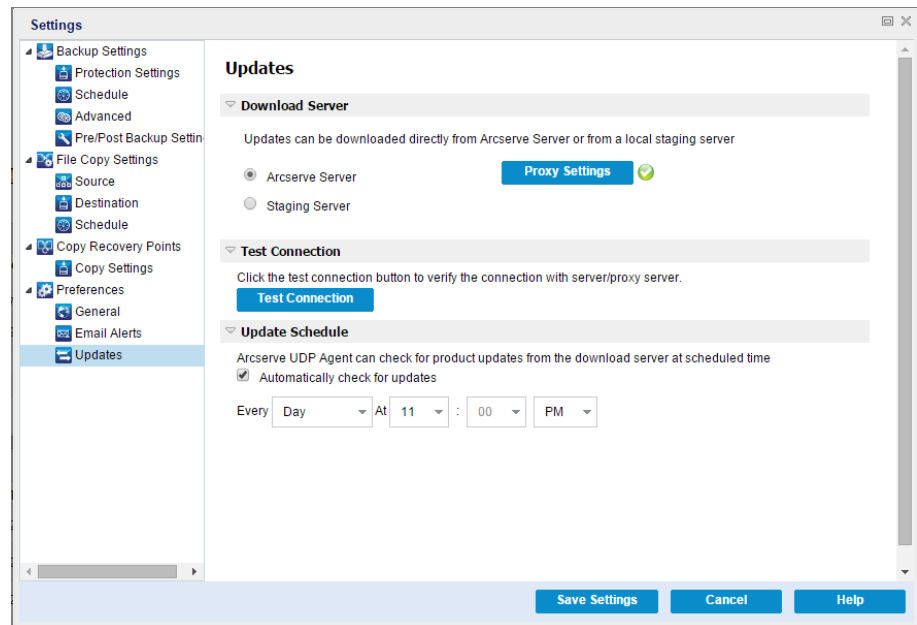 Settings
Backup Settings
Protection Settings
Schedule
Advanced
Pre/Post Backup Settin
File Copy Settings
Source
Destination
Schedule
Copy Recovery Points
Copy Settings
Preferences
General
Email Alerts
Updates
Updates
Download Server
Updates can be downloaded directly from Arcserve Server or from a local staging server
Arcserve Server
Proxy Settings
Staging Server
Test Connection
Click the test connection button to verify the connection with server/proxy server.
Test Connection
Update Schedule
Arcserve UDP Agent can check for product updates from the download server at scheduled time
Automatically check for updates
Every Day At 11 : 00 PM
Save Settings Cancel Help